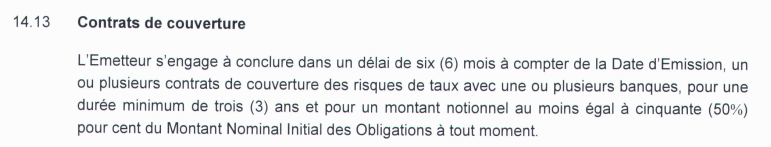 14.13 Contrats de couverture
L'Emetteur s'engage à conclure dans un délai de six (6) mois à compter de la Date d'Emission, un
ou plusieurs contrats de couverture des risques de taux avec une ou plusieurs banques, pour une
durée minimum de trois (3) ans et pour un montant notionnel au moins égal à cinquante (50%)
pour cent du Montant Nominal Initial des Obligations à tout moment.